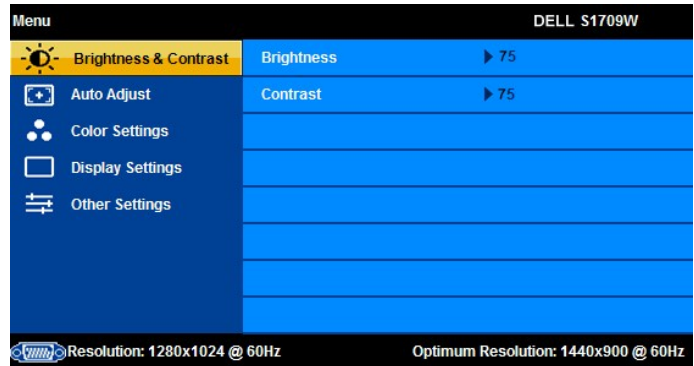 Menu DELL S1709W
Brightness & Contrast Brightness 75
Auto Adjust Contrast 75
Color Settings
Display Settings
Other Settings
Resolution: 1280x1024 @ 60Hz Optimum Resolution: 1440x900 @ 60Hz